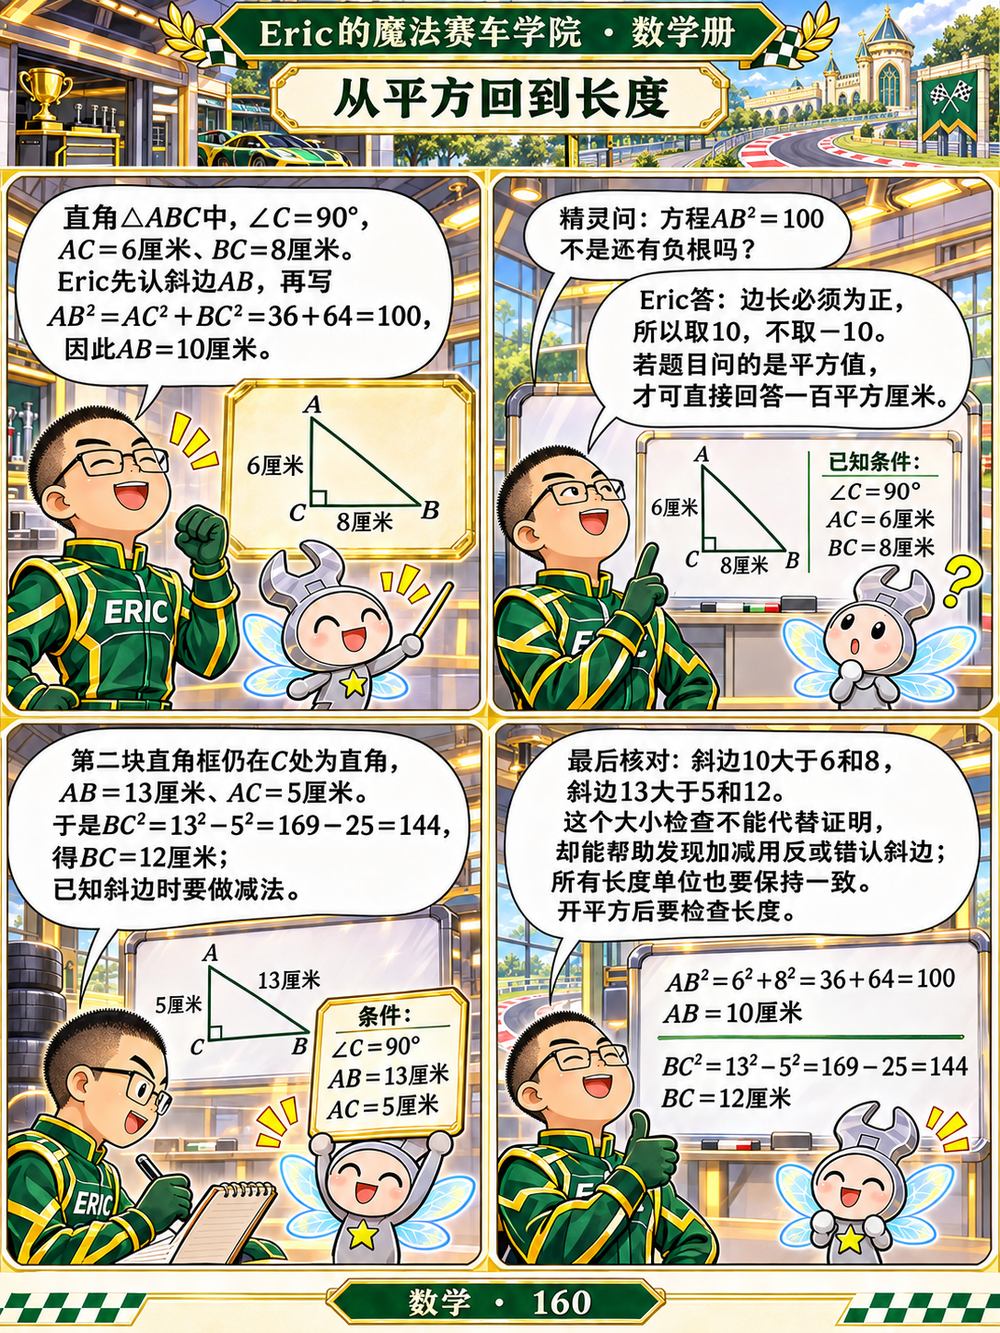 Eric的魔法赛车学院 · 数学册
从平方回到长度
直角△ABC中，∠C=90°，
AC=6厘米、BC=8厘米。
Eric先认斜边AB，再写
AB²=AC²+BC²=36+64=100，
因此AB=10厘米。
A
6厘米
C
8厘米
B
ERIC
精灵问：方程AB²=100
不是还有负根吗？
Eric答：边长必须为正，
所以取10，不取－10。
若题目问的是平方值，
才可直接回答一百平方厘米。
A
6厘米
C
8厘米
B
已知条件：
∠C=90°
AC=6厘米
BC=8厘米
E
第二块直角框仍在C处为直角，
AB=13厘米、AC=5厘米。
于是BC²=13²−5²=169−25=144，
得BC=12厘米；
已知斜边时要做减法。
A
13厘米
5厘米
C
B
条件：
∠C=90°
AB=13厘米
AC=5厘米
ERIC
最后核对：斜边10大于6和8，
斜边13大于5和12。
这个大小检查不能代替证明，
却能帮助发现加减用反或错认斜边；
所有长度单位也要保持一致。
开平方后要检查长度。
AB²=6²+8²=36+64=100
AB=10厘米
BC²=13²−5²=169−25=144
BC=12厘米
E
数学 · 160